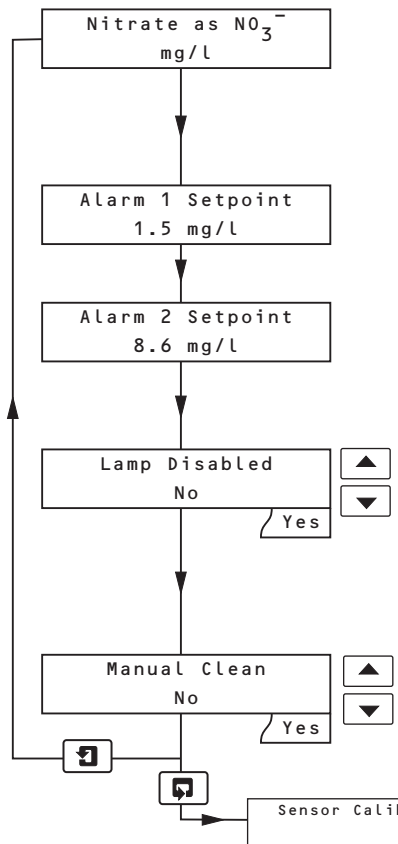 Nitrate as NO₃⁻
mg/l
Alarm 1 Setpoint
1.5 mg/l
Alarm 2 Setpoint
8.6 mg/l
Lamp Disabled
No
Yes
Manual Clean
No
Yes
Sensor